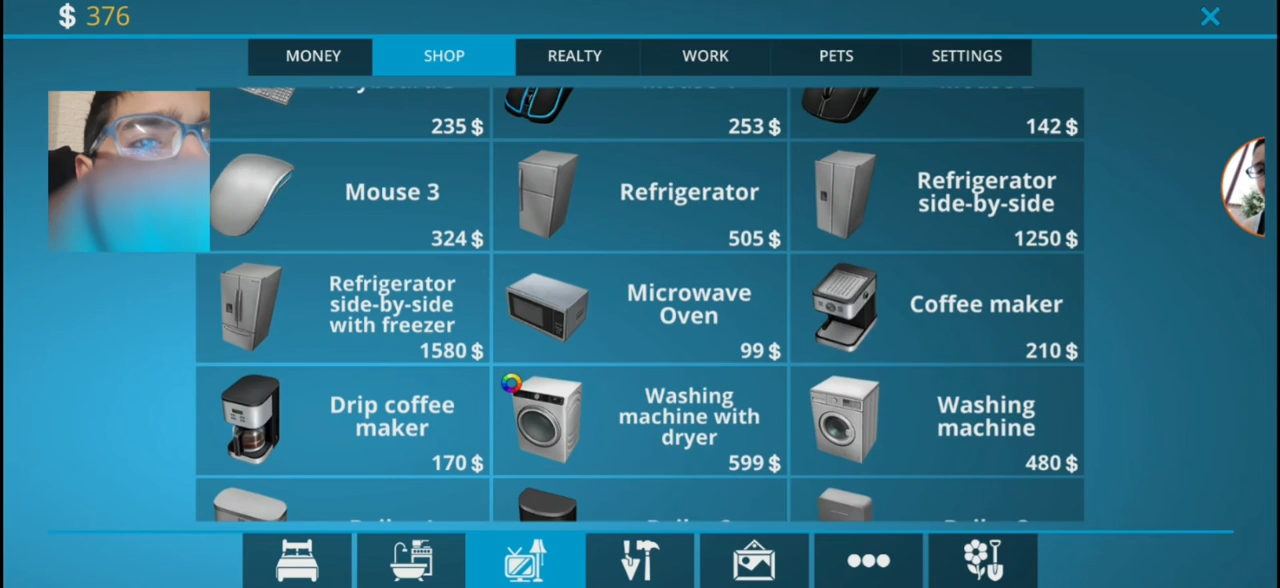 $ 376
MONEY
SHOP
REALTY
WORK
PETS
SETTINGS
235 $
253 $
142 $
Mouse 3
324 $
Refrigerator
505 $
Refrigerator
side-by-side
1250 $
Refrigerator
side-by-side
with freezer
1580 $
Microwave
Oven
99 $
Coffee maker
210 $
Drip coffee
maker
170 $
Washing
machine with
dryer
599 $
Washing
machine
480 $